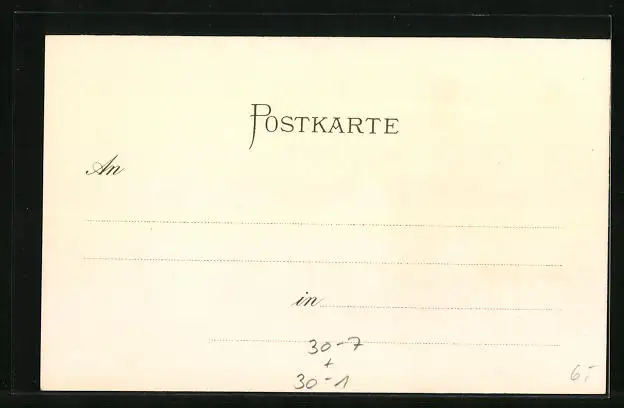 POSTKARTE
An
in
30-7
+
30-1
6,-